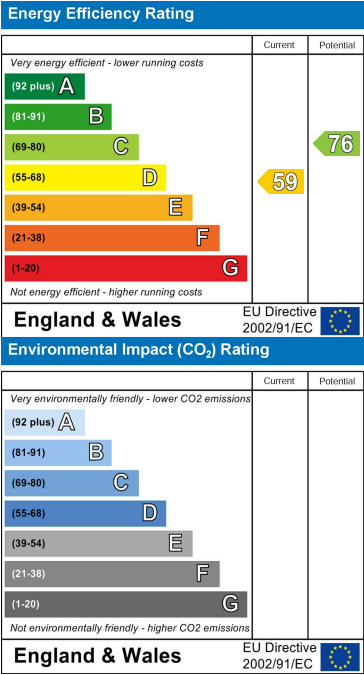 Energy Efficiency Rating
Current Potential
Very energy efficient - lower running costs
(92 plus) A
(81-91) B
(69-80) C
76
(55-68) D
59
(39-54) E
(21-38) F
(1-20) G
Not energy efficient - higher running costs
England & Wales
EU Directive
2002/91/EC
Environmental Impact (CO₂) Rating
Current Potential
Very environmentally friendly - lower CO2 emissions
(92 plus) A
(81-91) B
(69-80) C
(55-68) D
(39-54) E
(21-38) F
(1-20) G
Not environmentally friendly - higher CO2 emissions
England & Wales
EU Directive
2002/91/EC